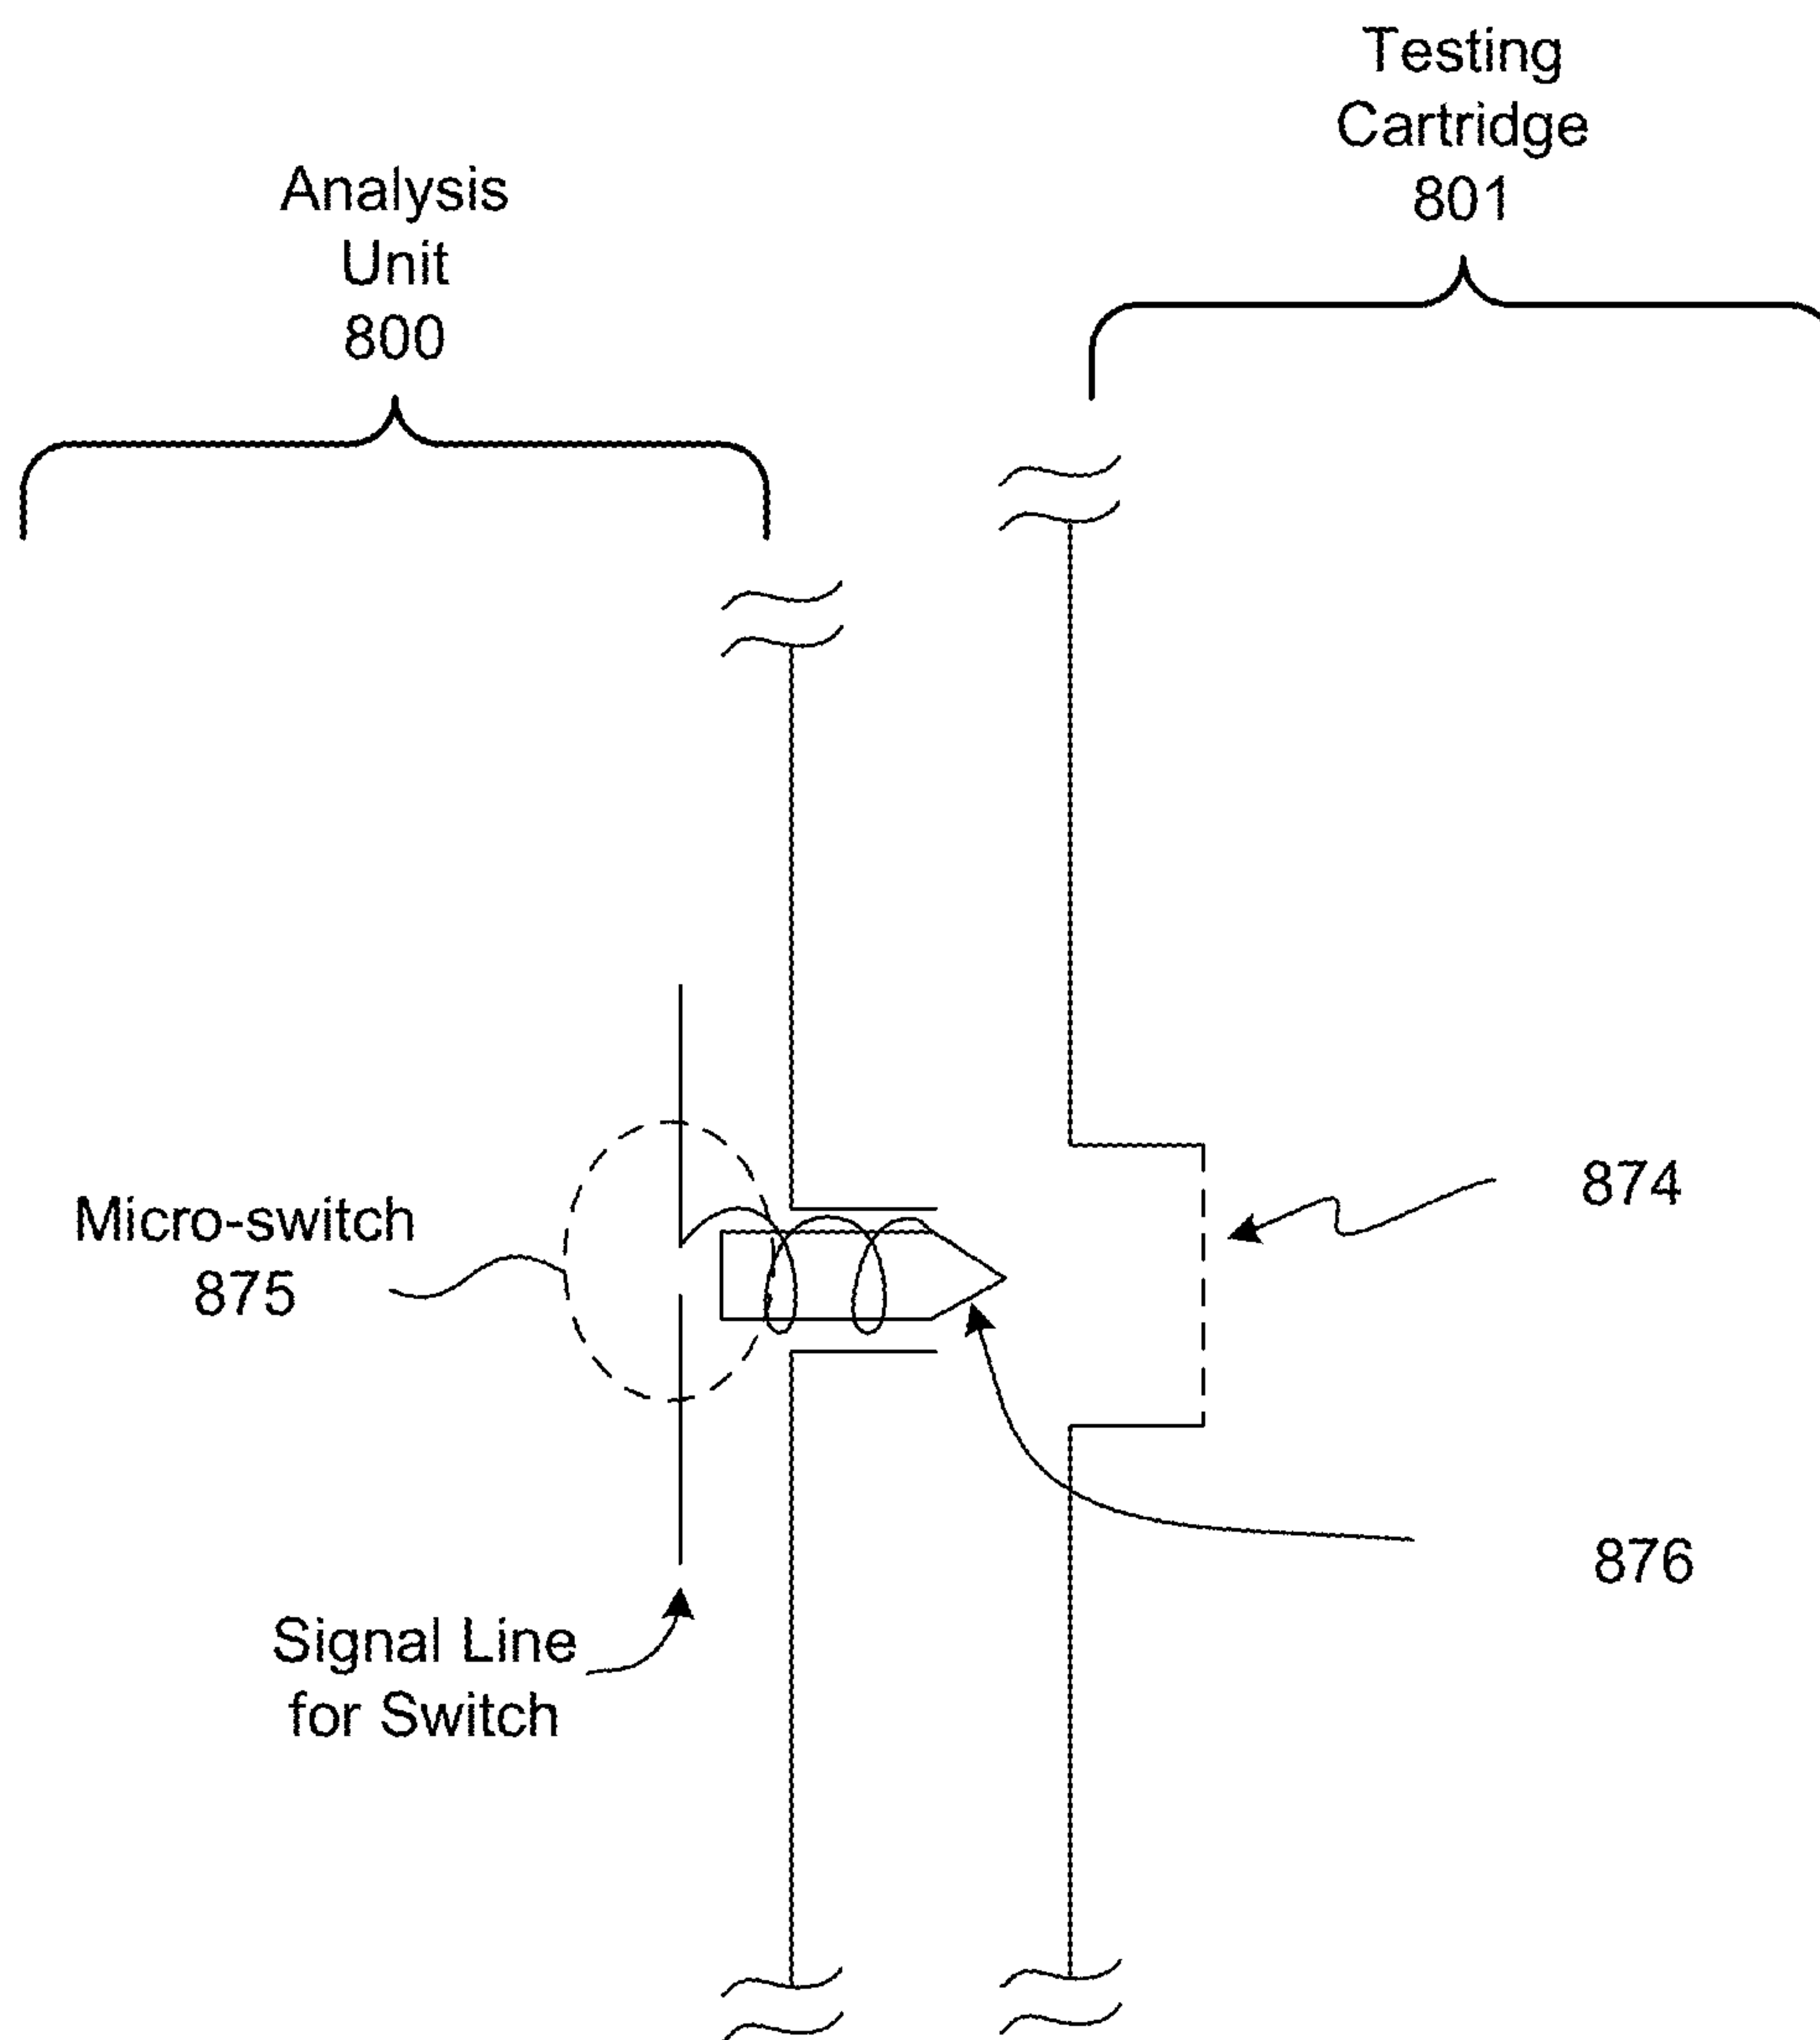 Testing
Cartridge
801
Analysis
Unit
800
874
Micro-switch
875
876
Signal Line
for Switch